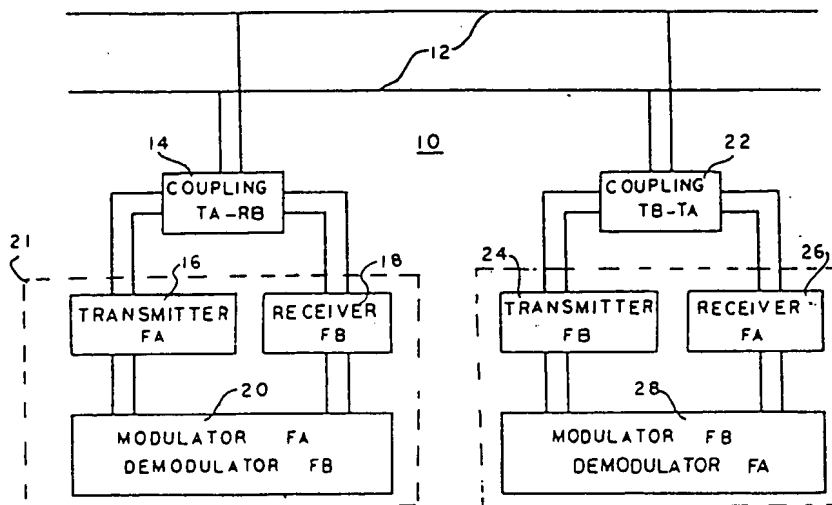 12
10
14
COUPLING
TA-RB
22
COUPLING
TB-TA
21
16
TRANSMITTER
FA
18
RECEIVER
FB
24
TRANSMITTER
FB
26
RECEIVER
FA
20
MODULATOR FA
DEMODULATOR FB
28
MODULATOR FB
DEMODULATOR FA